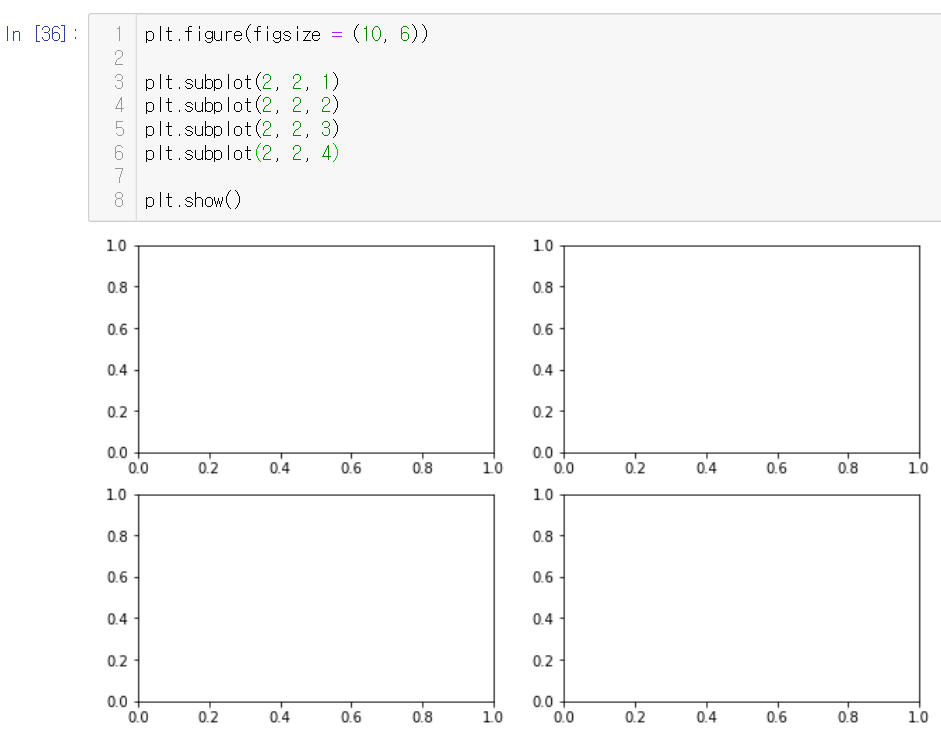 In [36]:
1 plt.figure(figsize = (10, 6))
2
3 plt.subplot(2, 2, 1)
4 plt.subplot(2, 2, 2)
5 plt.subplot(2, 2, 3)
6 plt.subplot(2, 2, 4)
7
8 plt.show()
1.0
0.8
0.6
0.4
0.2
0.0
0.0 0.2 0.4 0.6 0.8 1.0
1.0
0.8
0.6
0.4
0.2
0.0
0.0 0.2 0.4 0.6 0.8 1.0
1.0
0.8
0.6
0.4
0.2
0.0
0.0 0.2 0.4 0.6 0.8 1.0
1.0
0.8
0.6
0.4
0.2
0.0
0.0 0.2 0.4 0.6 0.8 1.0